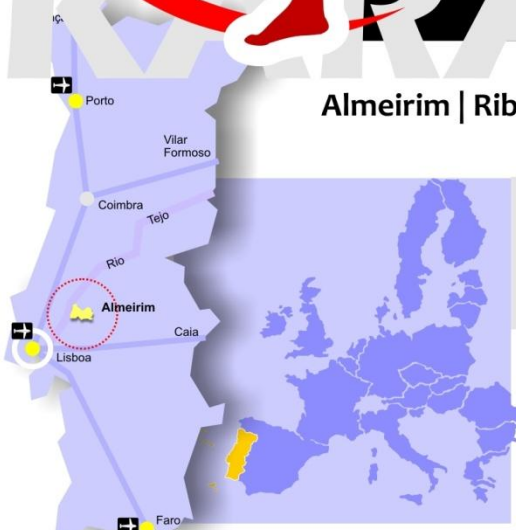 Almeirim | Rib
Porto
Vilar
Formoso
Coimbra
Tejo
Rio
Almeirim
Caia
Lisboa
Faro